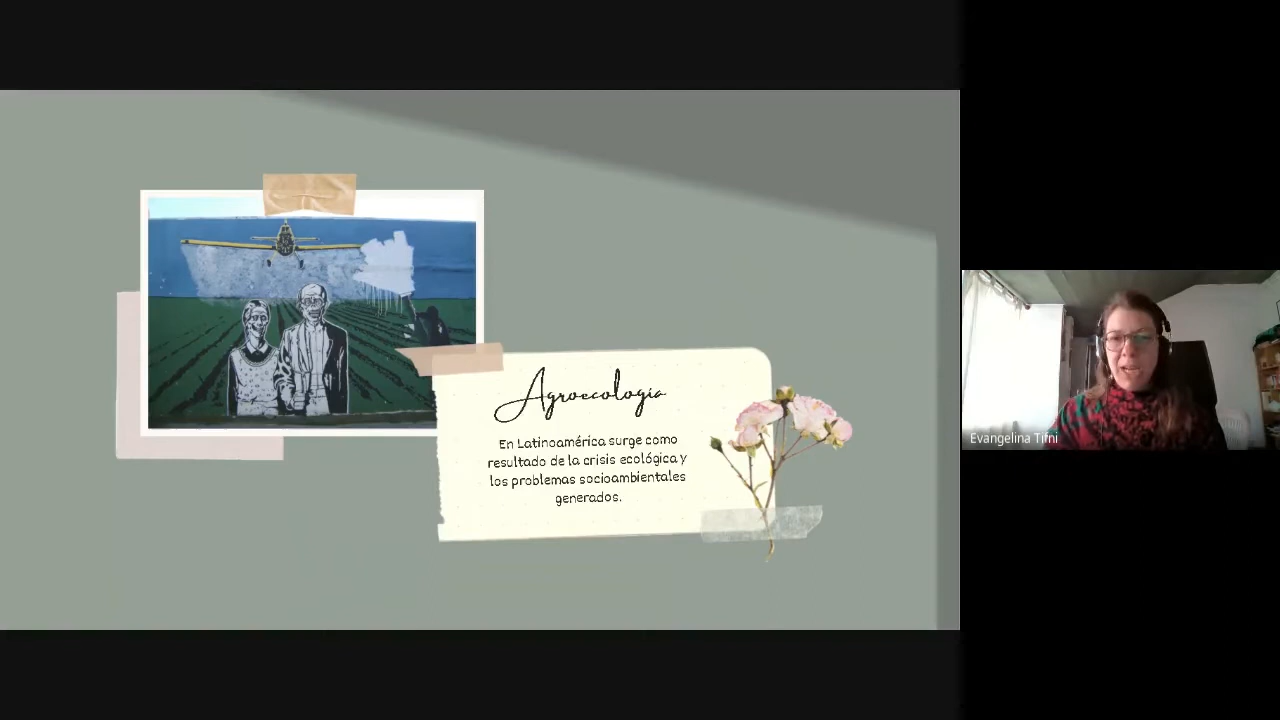 Agroecología
En Latinoamérica surge como
resultado de la crisis ecológica y
los problemas socioambientales
generados.
Evangelina Tifni